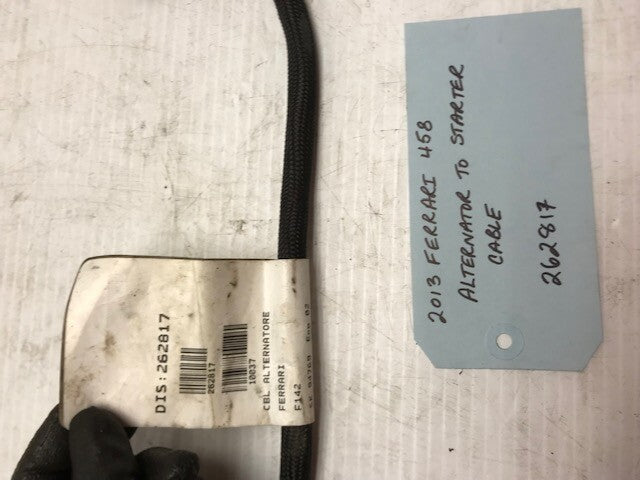 DIS:262817
262817
10037
CBL ALTERNATORE
FERRARI
F142
2013 FERRARI 458
ALTERNATOR TO STARTER
CABLE
262817